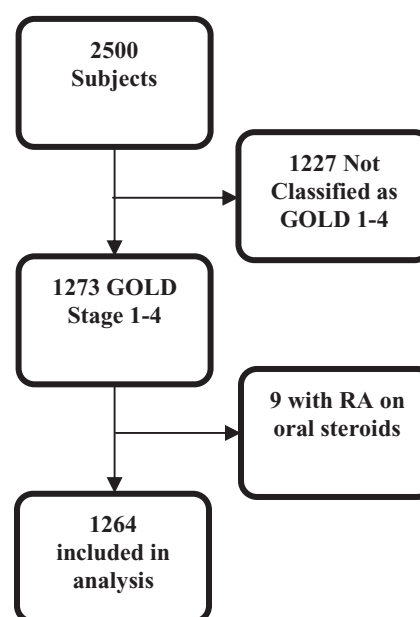 2500
Subjects
1227 Not
Classified as
GOLD 1-4
1273 GOLD
Stage 1-4
9 with RA on
oral steroids
1264
included in
analysis